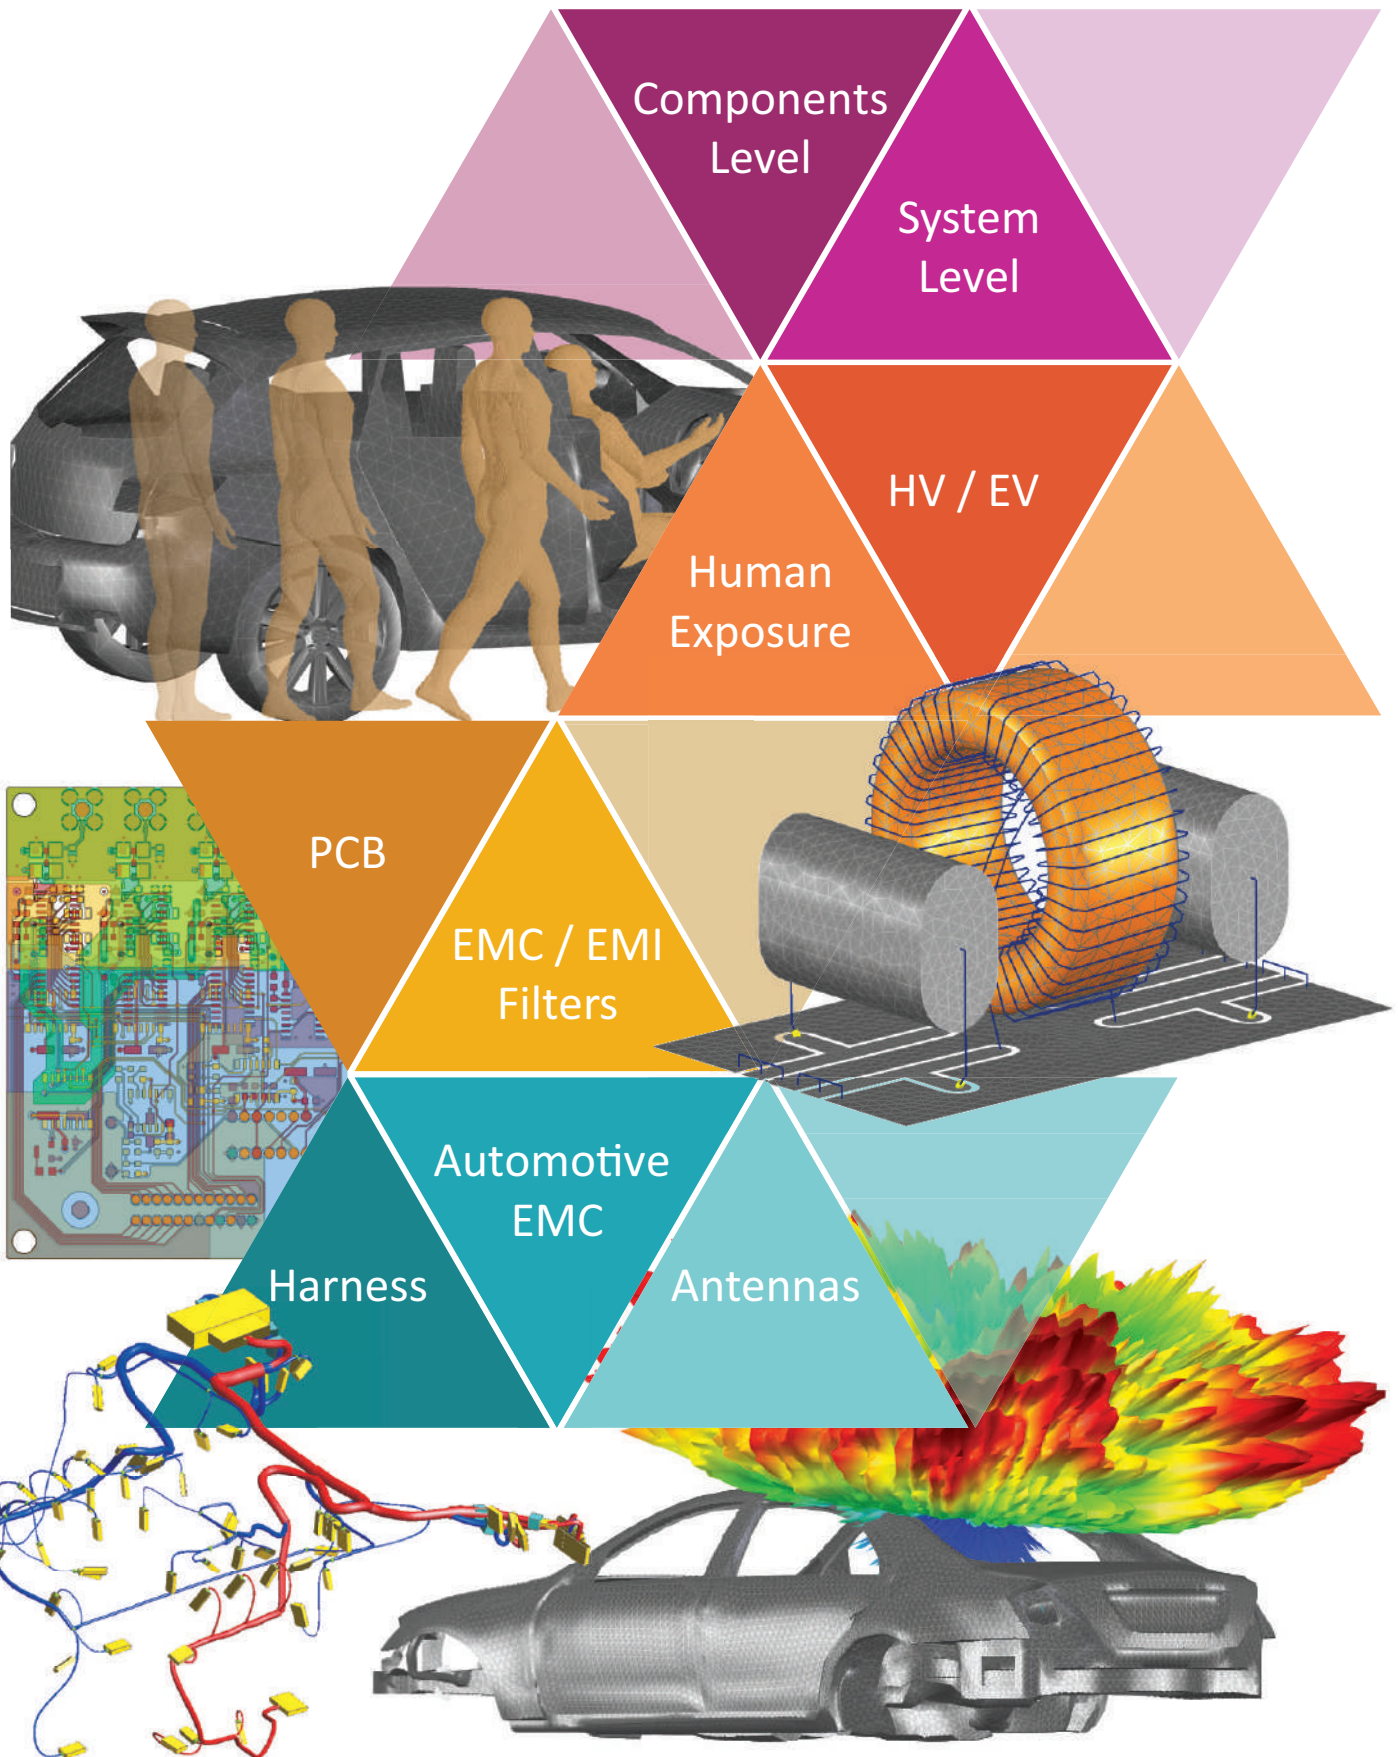 Components
Level
System
Level
HV / EV
Human
Exposure
PCB
EMC / EMI
Filters
Automotive
EMC
Harness
Antennas